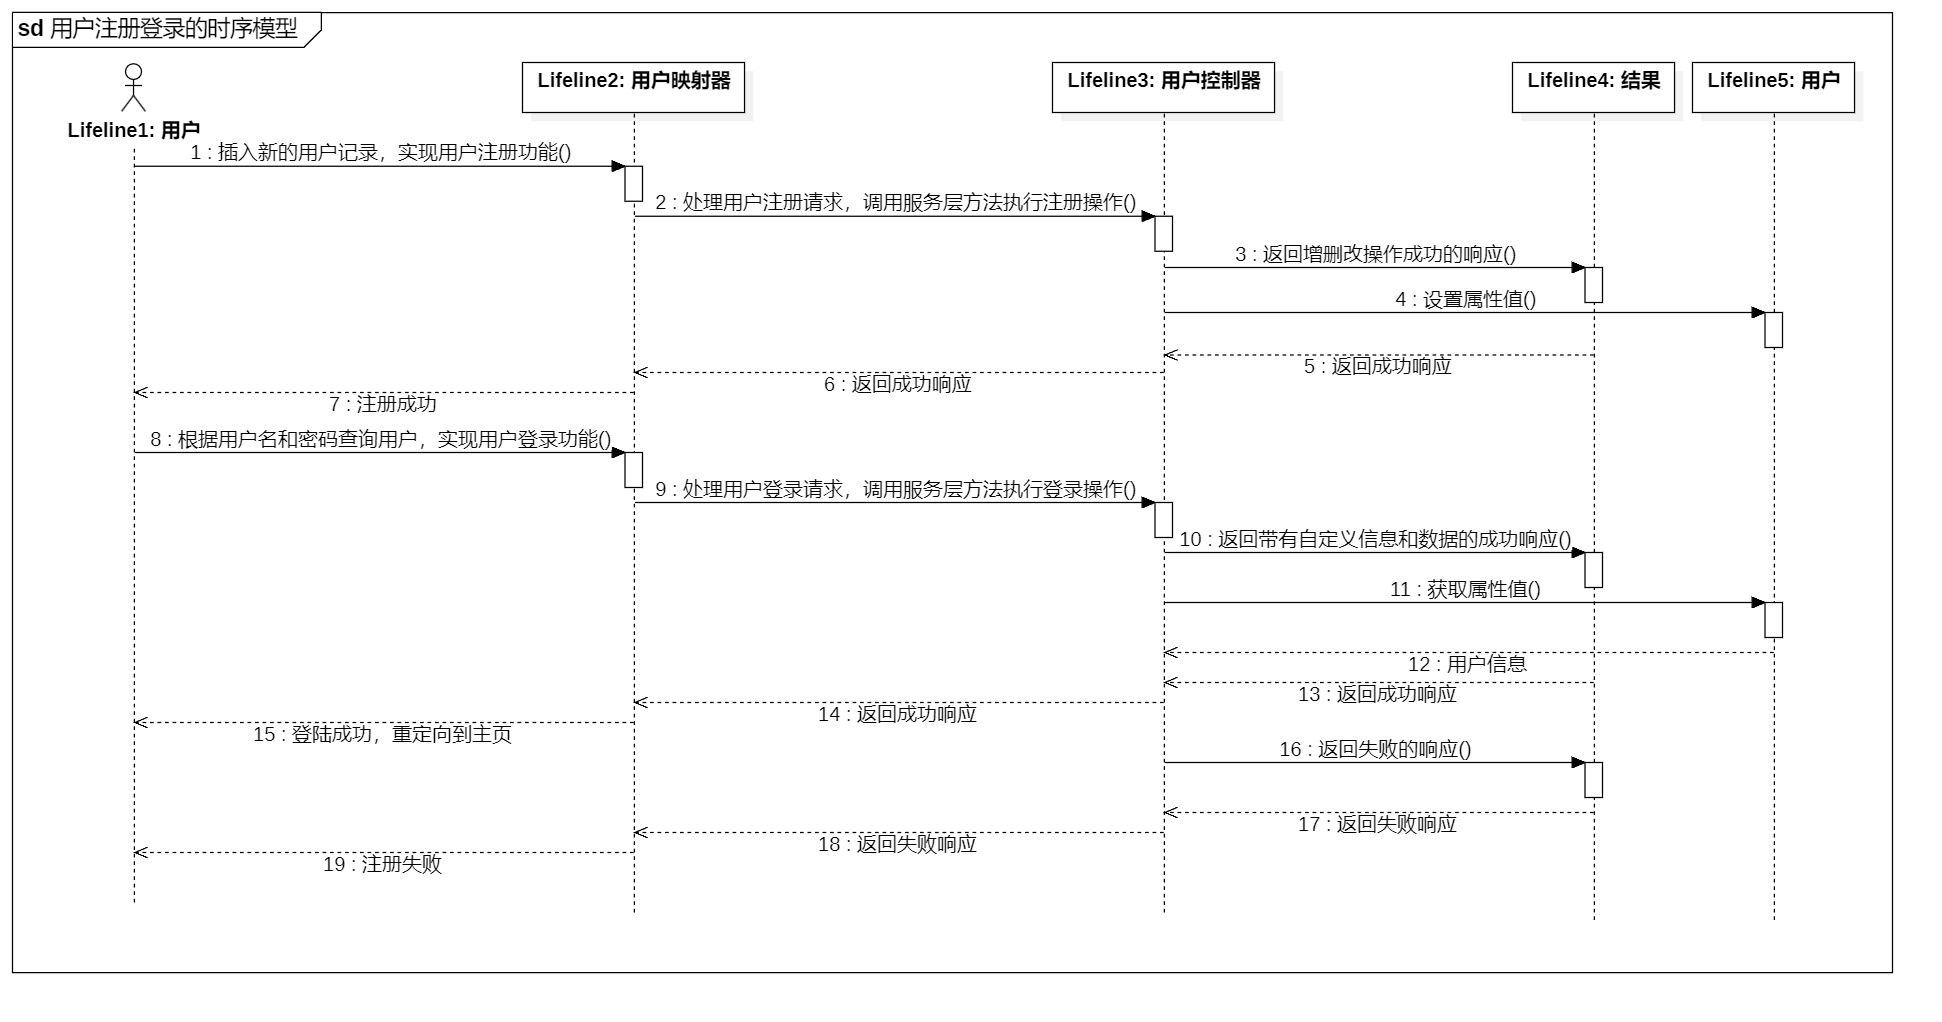 sd 用户注册登录的时序模型
Lifeline1: 用户
Lifeline2: 用户映射器
Lifeline3: 用户控制器
Lifeline4: 结果
Lifeline5: 用户
1 : 插入新的用户记录，实现用户注册功能()
2 : 处理用户注册请求，调用服务层方法执行注册操作()
3 : 返回增删改操作成功的响应()
4 : 设置属性值()
5 : 返回成功响应
6 : 返回成功响应
7 : 注册成功
8 : 根据用户名和密码查询用户，实现用户登录功能()
9 : 处理用户登录请求，调用服务层方法执行登录操作()
10 : 返回带有自定义信息和数据的成功响应()
11 : 获取属性值()
12 : 用户信息
13 : 返回成功响应
14 : 返回成功响应
15 : 登陆成功，重定向到主页
16 : 返回失败的响应()
17 : 返回失败响应
18 : 返回失败响应
19 : 注册失败